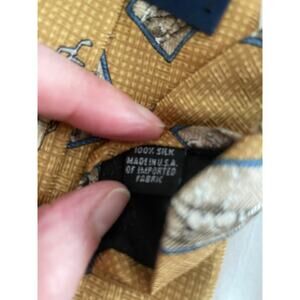 100% SILK
MADE IN U.S.A.
OF IMPORTED
FABRIC